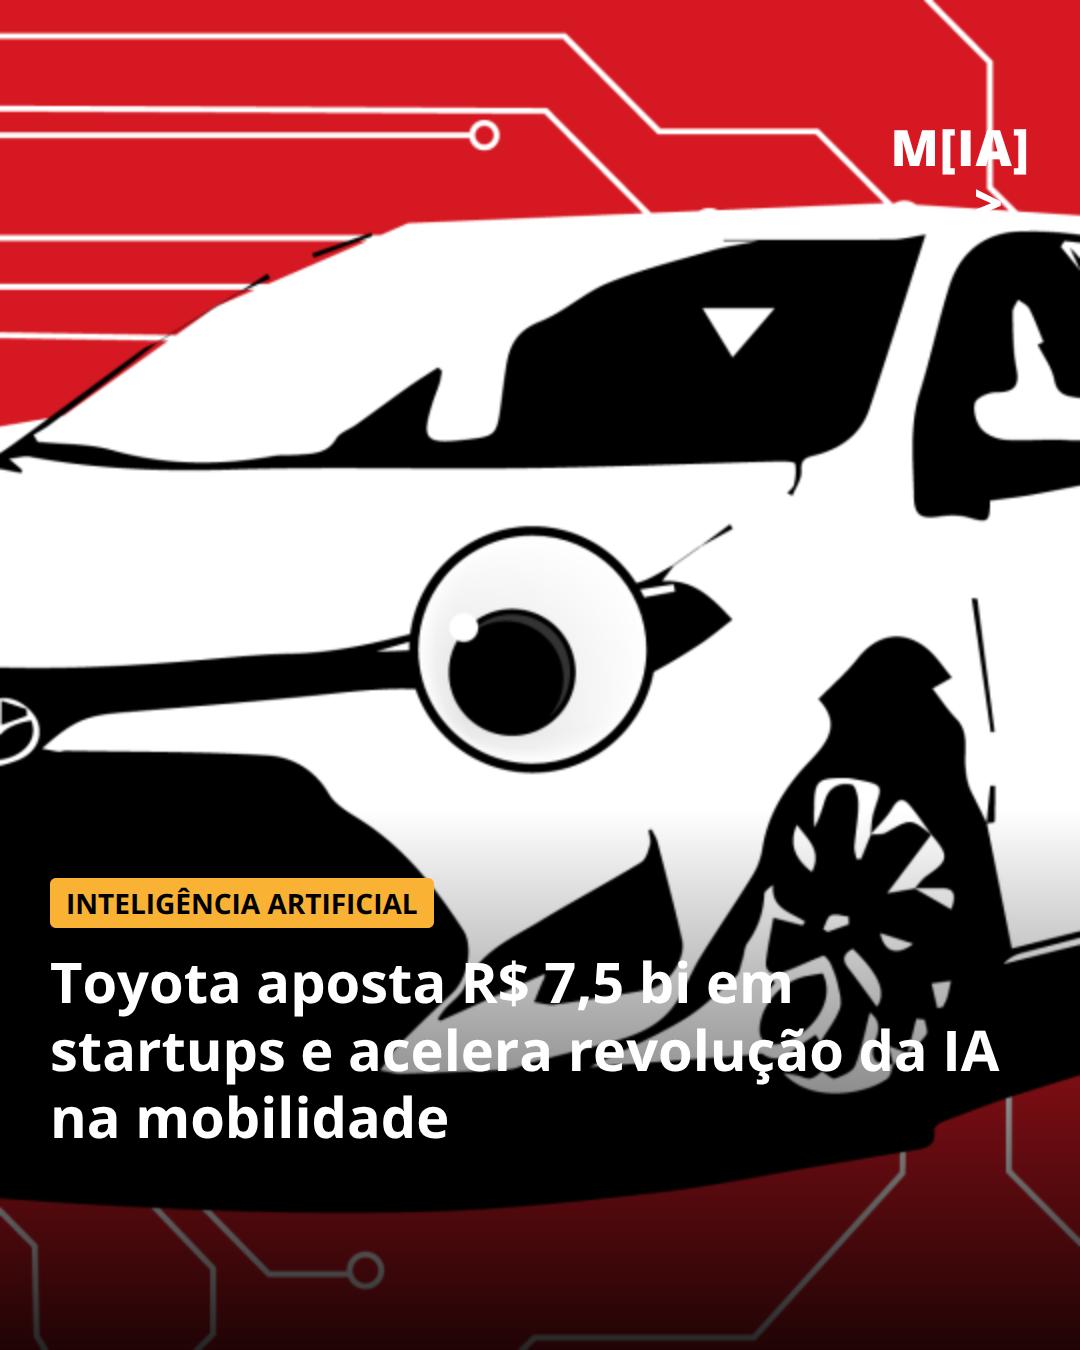 M[IA]
>
INTELIGÊNCIA ARTIFICIAL
Toyota aposta R$ 7,5 bi em
startups e acelera revolução da IA
na mobilidade